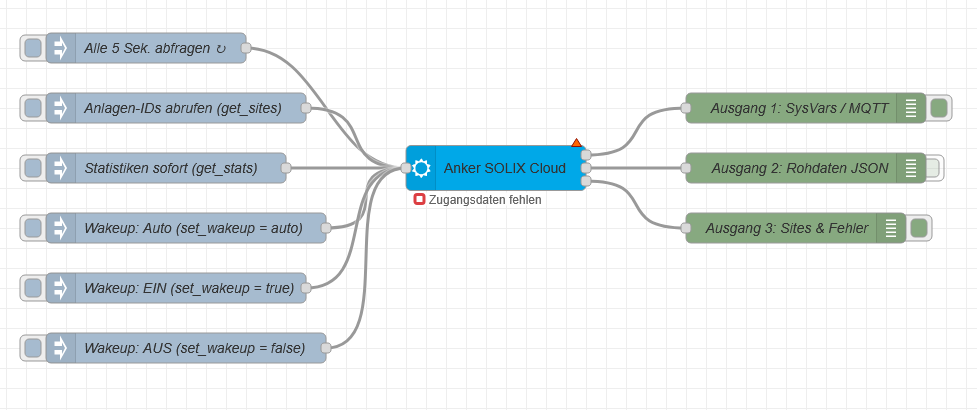 Alle 5 Sek. abfragen ↻
Anlagen-IDs abrufen (get_sites)
Statistiken sofort (get_stats)
Wakeup: Auto (set_wakeup = auto)
Wakeup: EIN (set_wakeup = true)
Wakeup: AUS (set_wakeup = false)
Anker SOLIX Cloud
Zugangsdaten fehlen
Ausgang 1: SysVars / MQTT
Ausgang 2: Rohdaten JSON
Ausgang 3: Sites & Fehler